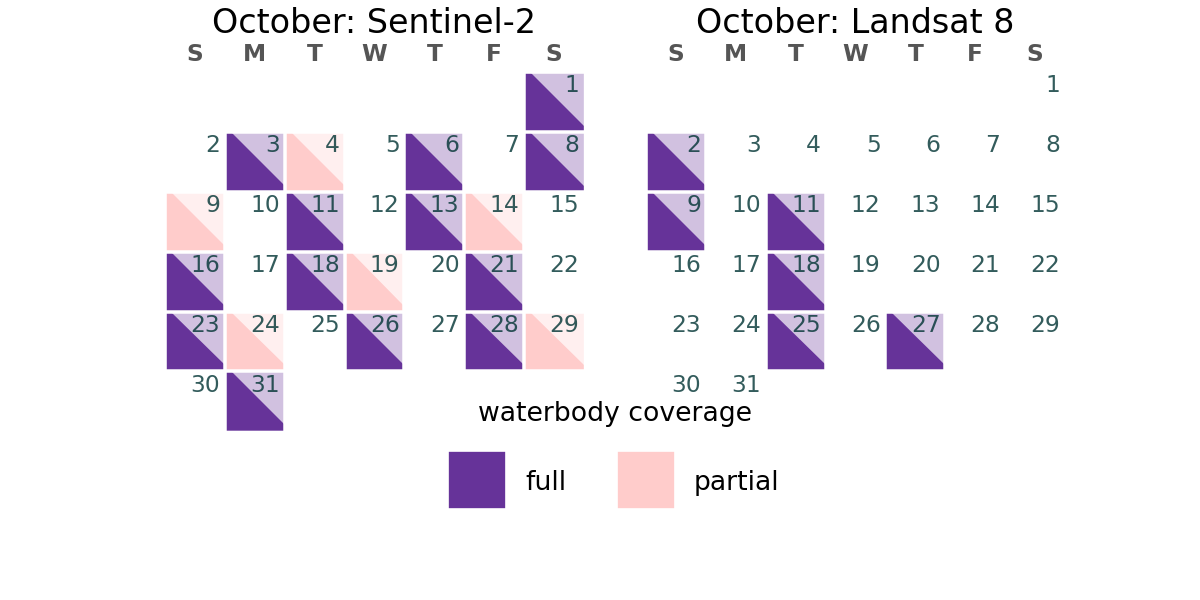 October: Sentinel-2
S M T W T F S
1
2 3 4 5 6 7 8
9 10 11 12 13 14 15
16 17 18 19 20 21 22
23 24 25 26 27 28 29
30 31
October: Landsat 8
S M T W T F S
1
2 3 4 5 6 7 8
9 10 11 12 13 14 15
16 17 18 19 20 21 22
23 24 25 26 27 28 29
30 31
waterbody coverage
full partial